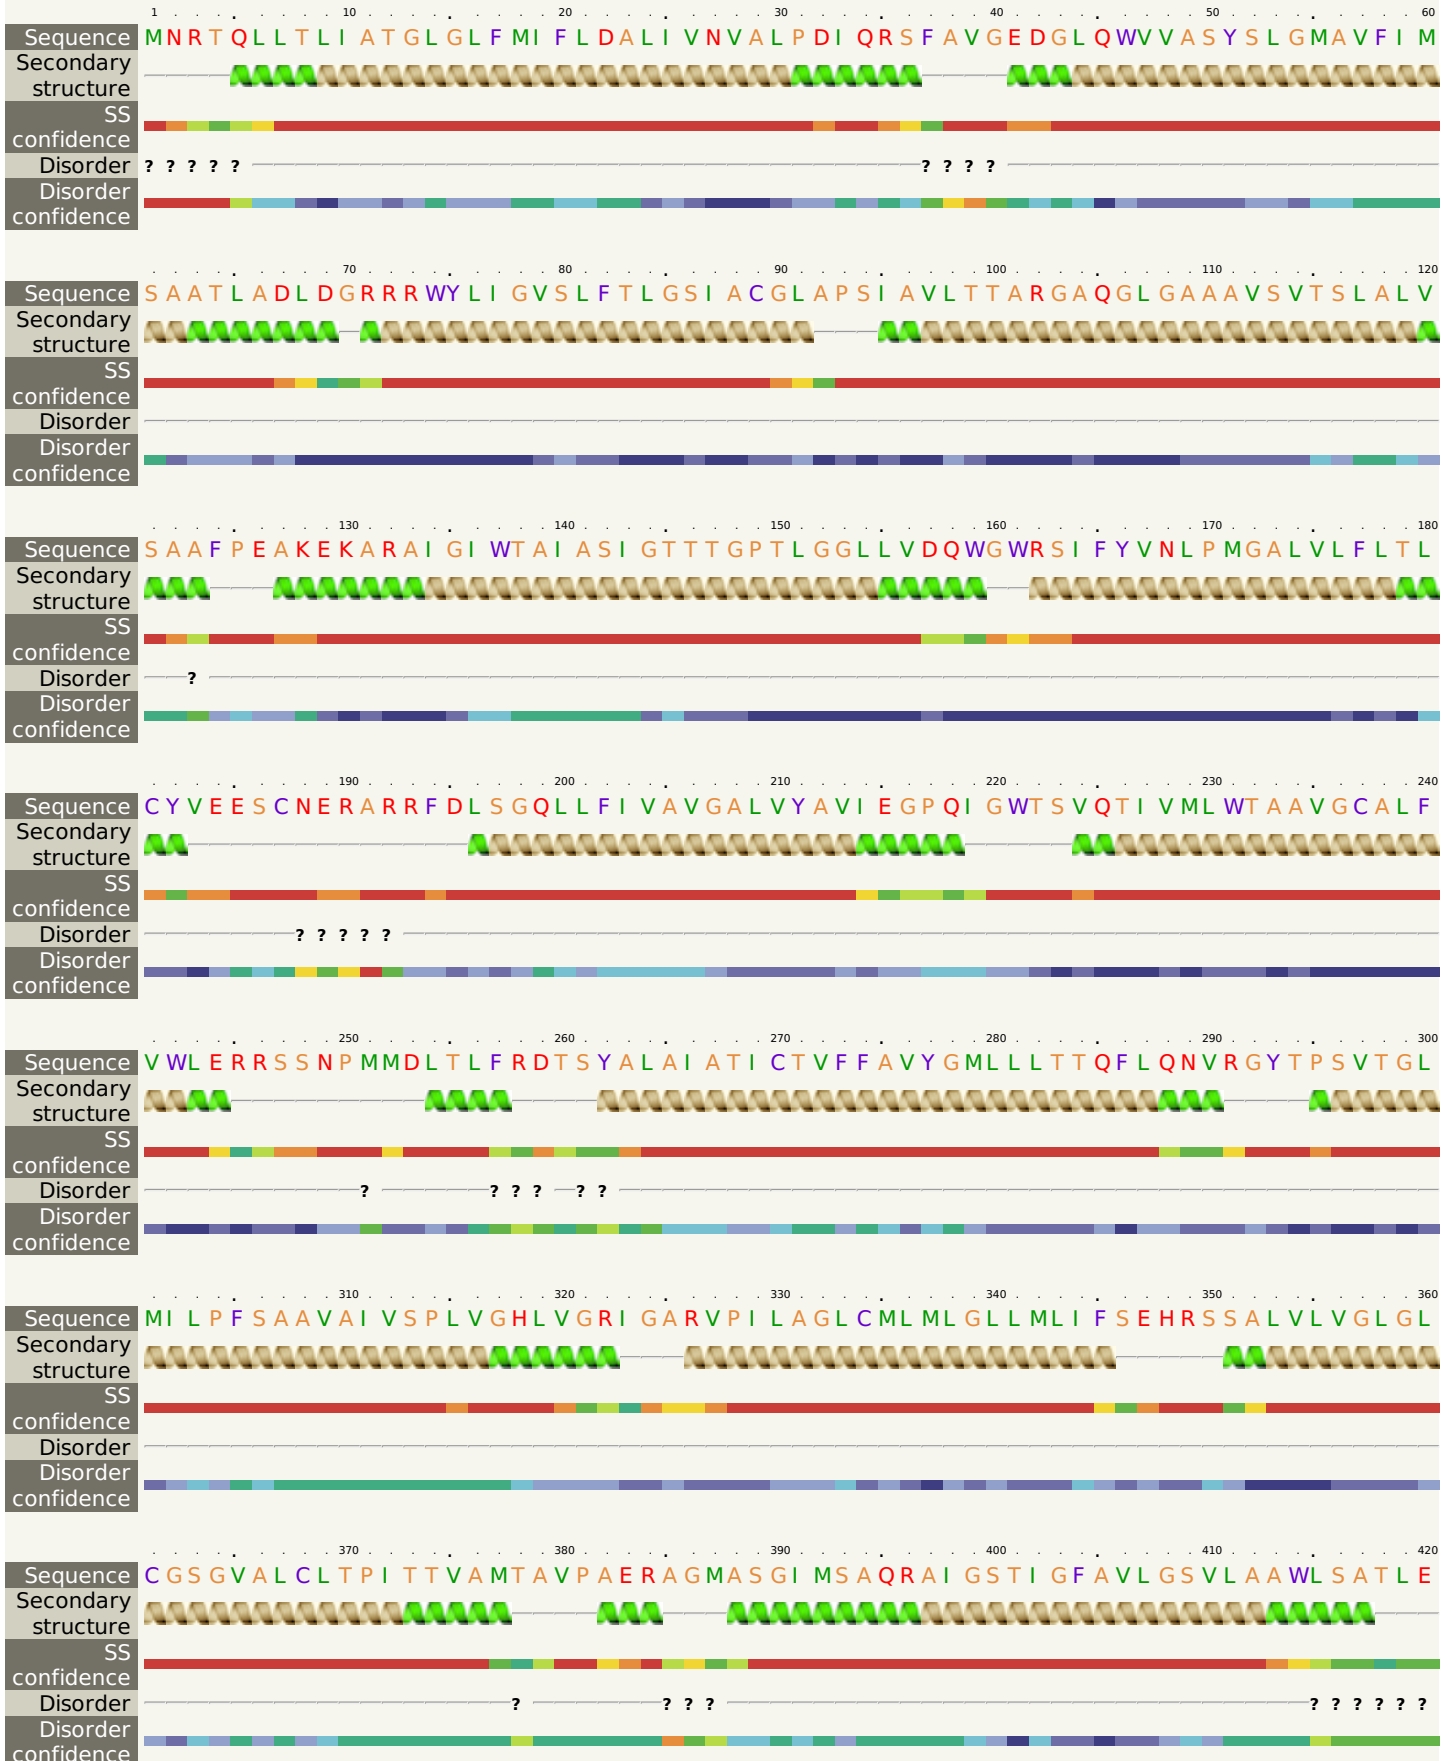 1 10 20 30 40 50 60
Sequence MNRTQLLTLIATGLGLFMIFLDALIVNVALPDIQRSFAVGEDGLQWVVASYSLGMAVFIM
Secondary
structure
SS
confidence
Disorder ? ? ? ? ? ? ? ? ?
Disorder
confidence
70 80 90 100 110 120
Sequence SAATLADLDGRRRWYLIGVSLFTLGSIACGLAPSIAVLTTARGAQGLGAAAVSVTSLALV
Secondary
structure
SS
confidence
Disorder
Disorder
confidence
130 140 150 160 170 180
Sequence SAAFPEAKEKARAIGIWTAIASIGTTTGPTLGGLLVDQWGWRSIFYVNLPMGALVLFLTL
Secondary
structure
SS
confidence
Disorder ?
Disorder
confidence
190 200 210 220 230 240
Sequence CYVEESCNERARRFDLSGQLLFIVAVGALVYAVIEGPQIGWTSVQTIVMLWTAAVGCALF
Secondary
structure
SS
confidence
Disorder ? ? ? ? ?
Disorder
confidence
250 260 270 280 290 300
Sequence VWLERRSSNPMMDLTLFRDTSYALAIATICTVFFAVYGMLLLTTQFLQNVRGYTPSVTGL
Secondary
structure
SS
confidence
Disorder ? ? ? ? ? ?
Disorder
confidence
310 320 330 340 350 360
Sequence MILPFSAAVAIVSPLVGHLVGRIGARVPILAGLCMLMLGLLMLIFSEHRSSALVLVGLGL
Secondary
structure
SS
confidence
Disorder
Disorder
confidence
370 380 390 400 410 420
Sequence CGSGVALCLTPITTVAMTAVPAERAGMASGIMSAQRAIGSTIGFAVLGSVLAAWLSATLE
Secondary
structure
SS
confidence
Disorder ? ? ? ? ? ? ? ? ? ?
Disorder
confidence